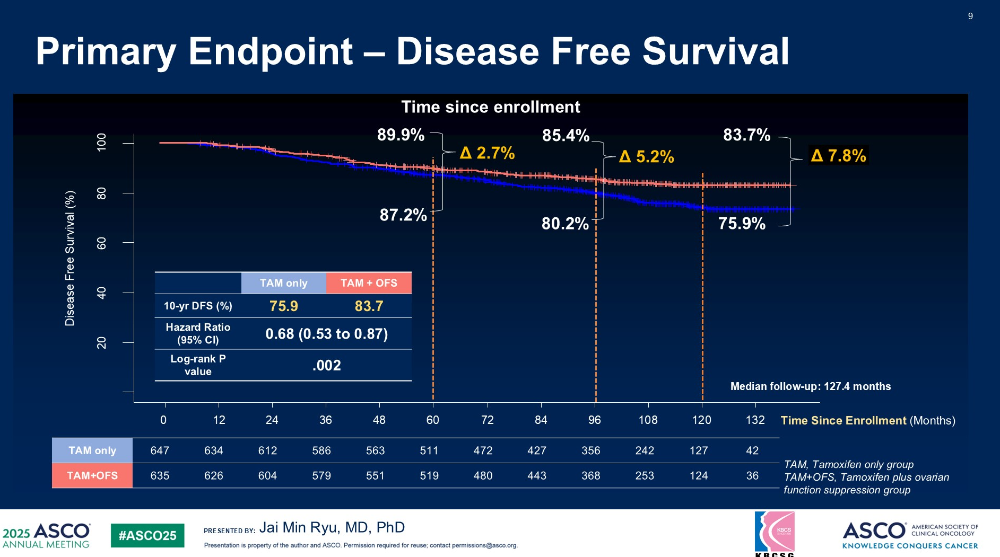 9
Primary Endpoint – Disease Free Survival
Time since enrollment
89.9%
85.4%
83.7%
Δ 2.7%
Δ 5.2%
Δ 7.8%
87.2%
80.2%
75.9%
Disease Free Survival (%)
100
80
60
40
20
TAM only TAM + OFS
10-yr DFS (%) 75.9 83.7
Hazard Ratio
(95% CI)
0.68 (0.53 to 0.87)
Log-rank P
value
.002
Median follow-up: 127.4 months
0 12 24 36 48 60 72 84 96 108 120 132 Time Since Enrollment (Months)
TAM only 647 634 612 586 563 511 472 427 356 242 127 42
TAM+OFS 635 626 604 579 551 519 480 443 368 253 124 36
TAM, Tamoxifen only group
TAM+OFS, Tamoxifen plus ovarian
function suppression group
2025 ASCO
ANNUAL MEETING
#ASCO25
PRESENTED BY: Jai Min Ryu, MD, PhD
Presentation is property of the author and ASCO. Permission required for reuse; contact permissions@asco.org.
KBCS
KBCSG
ASCO AMERICAN SOCIETY OF
CLINICAL ONCOLOGY
KNOWLEDGE CONQUERS CANCER